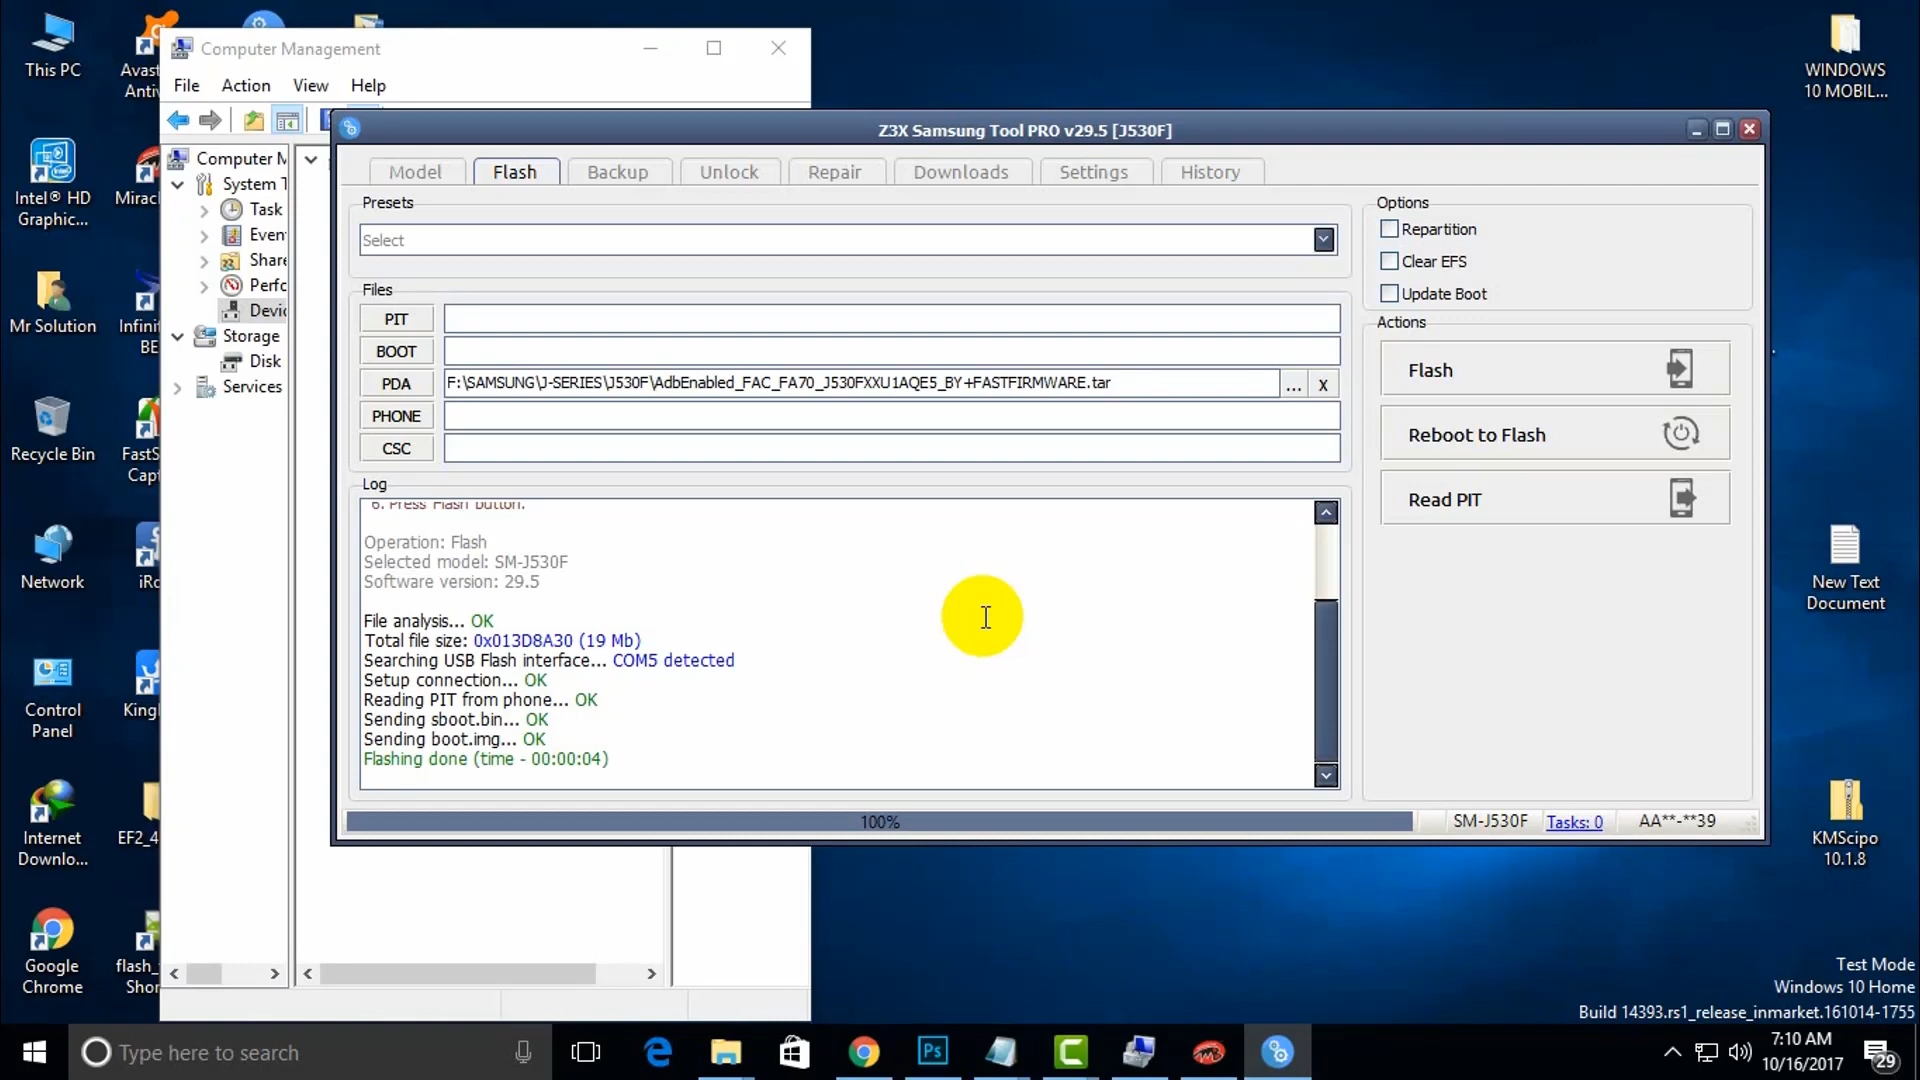 This PC
Avast
Antiv
Intel® HD
Graphic...
Mirac
Mr Solution
Infinit
BE
Recycle Bin
FastS
Capt
Network
iRo
Control
Panel
King
Internet
Downlo...
EF2_4
Google
Chrome
flash_
Shor
Computer Management
File Action View Help
Computer M
System T
Task
Even
Share
Perfo
Devic
Storage
Disk
Services
Z3X Samsung Tool PRO v29.5 [J530F]
Model Flash Backup Unlock Repair Downloads Settings History
Presets
Select
Files
PIT
BOOT
PDA F:\SAMSUNG\J-SERIES\J530F\AdbEnabled_FAC_FA70_J530FXXU1AQE5_BY+FASTFIRMWARE.tar ... x
PHONE
CSC
Log
6. Press Flash button.
Operation: Flash
Selected model: SM-J530F
Software version: 29.5
File analysis... OK
Total file size: 0x013D8A30 (19 Mb)
Searching USB Flash interface... COM5 detected
Setup connection... OK
Reading PIT from phone... OK
Sending sboot.bin... OK
Sending boot.img... OK
Flashing done (time - 00:00:04)
Options
Repartition
Clear EFS
Update Boot
Actions
Flash
Reboot to Flash
Read PIT
100% SM-J530F Tasks: 0 AA**-**39
WINDOWS
10 MOBIL...
New Text
Document
KMScipo
10.1.8
Test Mode
Windows 10 Home
Build 14393.rs1_release_inmarket.161014-1755
Type here to search
Ps
7:10 AM
10/16/2017
29